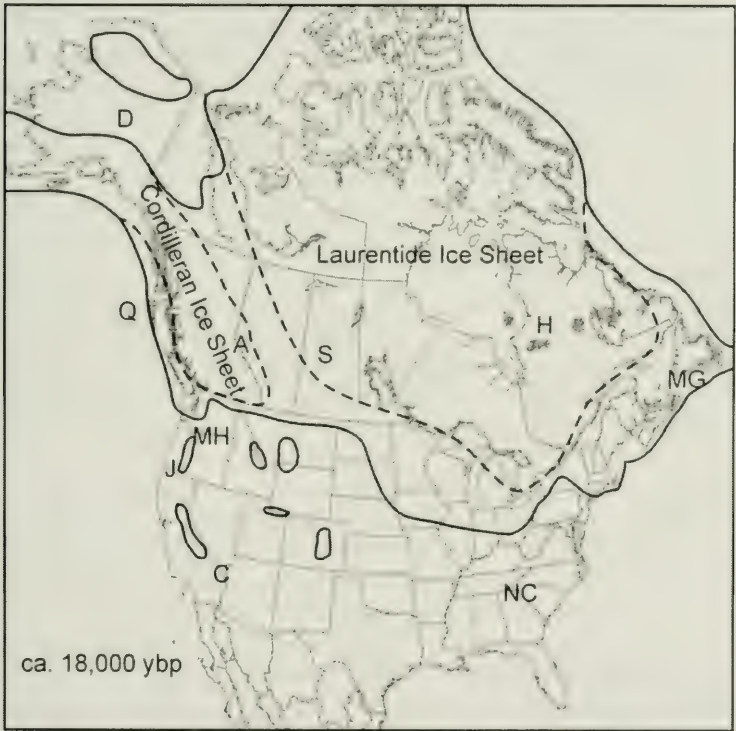 D
Cordilleran Ice Sheet
Laurentide Ice Sheet
Q
A
S
H
MG
MH
J
C
NC
ca. 18,000 ybp